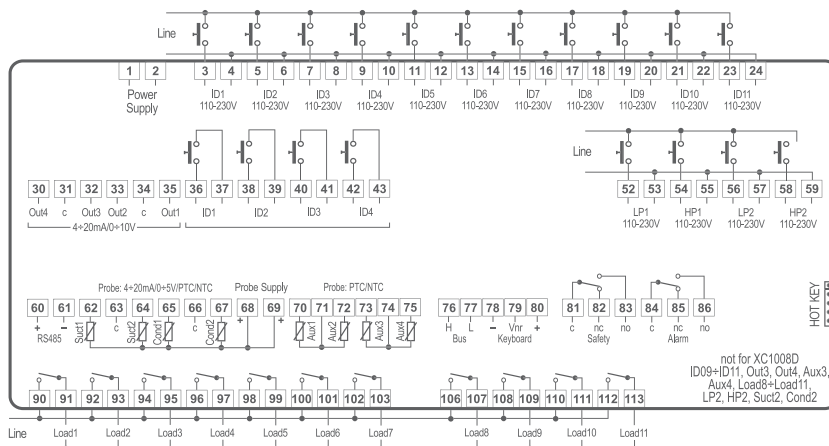 Line
1 2 3 4 5 6 7 8 9 10 11 12 13 14 15 16 17 18 19 20 21 22 23 24
Power Supply ID1 ID2 ID3 ID4 ID5 ID6 ID7 ID8 ID9 ID10 ID11
110-230V 110-230V 110-230V 110-230V 110-230V 110-230V 110-230V 110-230V 110-230V 110-230V 110-230V
Line
30 31 32 33 34 35 36 37 38 39 40 41 42 43 52 53 54 55 56 57 58 59
Out4 c Out3 Out2 c Out1 ID1 ID2 ID3 ID4 LP1 HP1 LP2 HP2
4÷20mA/0÷10V 110-230V 110-230V 110-230V 110-230V
Probe: 4÷20mA/0÷5V/PTC/NTC Probe Supply Probe: PTC/NTC
HOT KEY
60 61 62 63 64 65 66 67 68 69 70 71 72 73 74 75 76 77 78 79 80 81 82 83 84 85 86
+ − Suct1 c Suct2 Cond1 c Cond2 + + Aux1 Aux2 Aux3 Aux4 H L − Vnr + c nc no c nc no
RS485 Bus Keyboard Safety Alarm
not for XC1008D
ID09÷ID11, Out3, Out4, Aux3,
Aux4, Load8÷Load11,
LP2, HP2, Suct2, Cond2
90 91 92 93 94 95 96 97 98 99 100 101 102 103 106 107 108 109 110 111 112 113
Line Load1 Load2 Load3 Load4 Load5 Load6 Load7 Load8 Load9 Load10 Load11